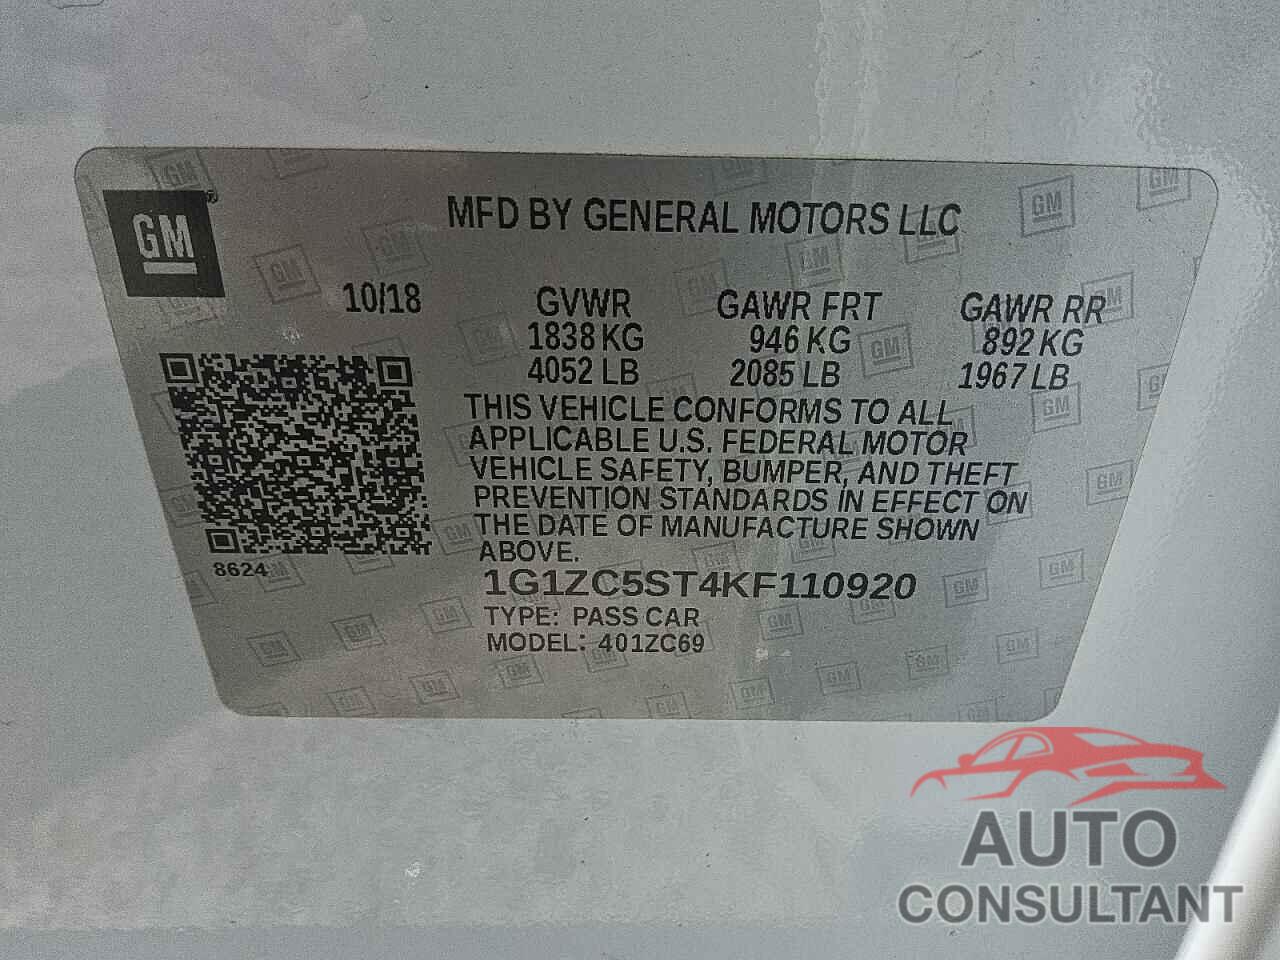 GM®
MFD BY GENERAL MOTORS LLC
10/18 GVWR GAWR FRT GAWR RR
1838 KG 946 KG 892 KG
4052 LB 2085 LB 1967 LB
THIS VEHICLE CONFORMS TO ALL
APPLICABLE U.S. FEDERAL MOTOR
VEHICLE SAFETY, BUMPER, AND THEFT
PREVENTION STANDARDS IN EFFECT ON
THE DATE OF MANUFACTURE SHOWN
ABOVE.
8624
1G1ZC5ST4KF110920
TYPE: PASS CAR
MODEL: 401ZC69
AUTO
CONSULTANT